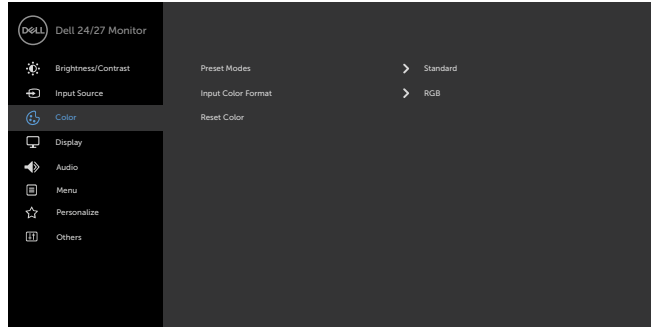 DELL Dell 24/27 Monitor
Brightness/Contrast Preset Modes Standard
Input Source Input Color Format RGB
Color Reset Color
Display
Audio
Menu
Personalize
Others